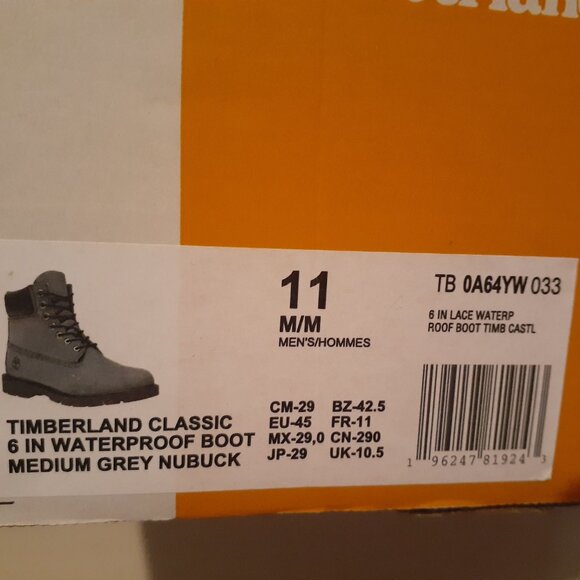 11
M/M
MEN'S/HOMMES
TB 0A64YW 033
6 IN LACE WATERP
ROOF BOOT TIMB CASTL
TIMBERLAND CLASSIC
6 IN WATERPROOF BOOT
MEDIUM GREY NUBUCK
CM-29 BZ-42.5
EU-45 FR-11
MX-29,0 CN-290
JP-29 UK-10.5
1 96247 81924 3